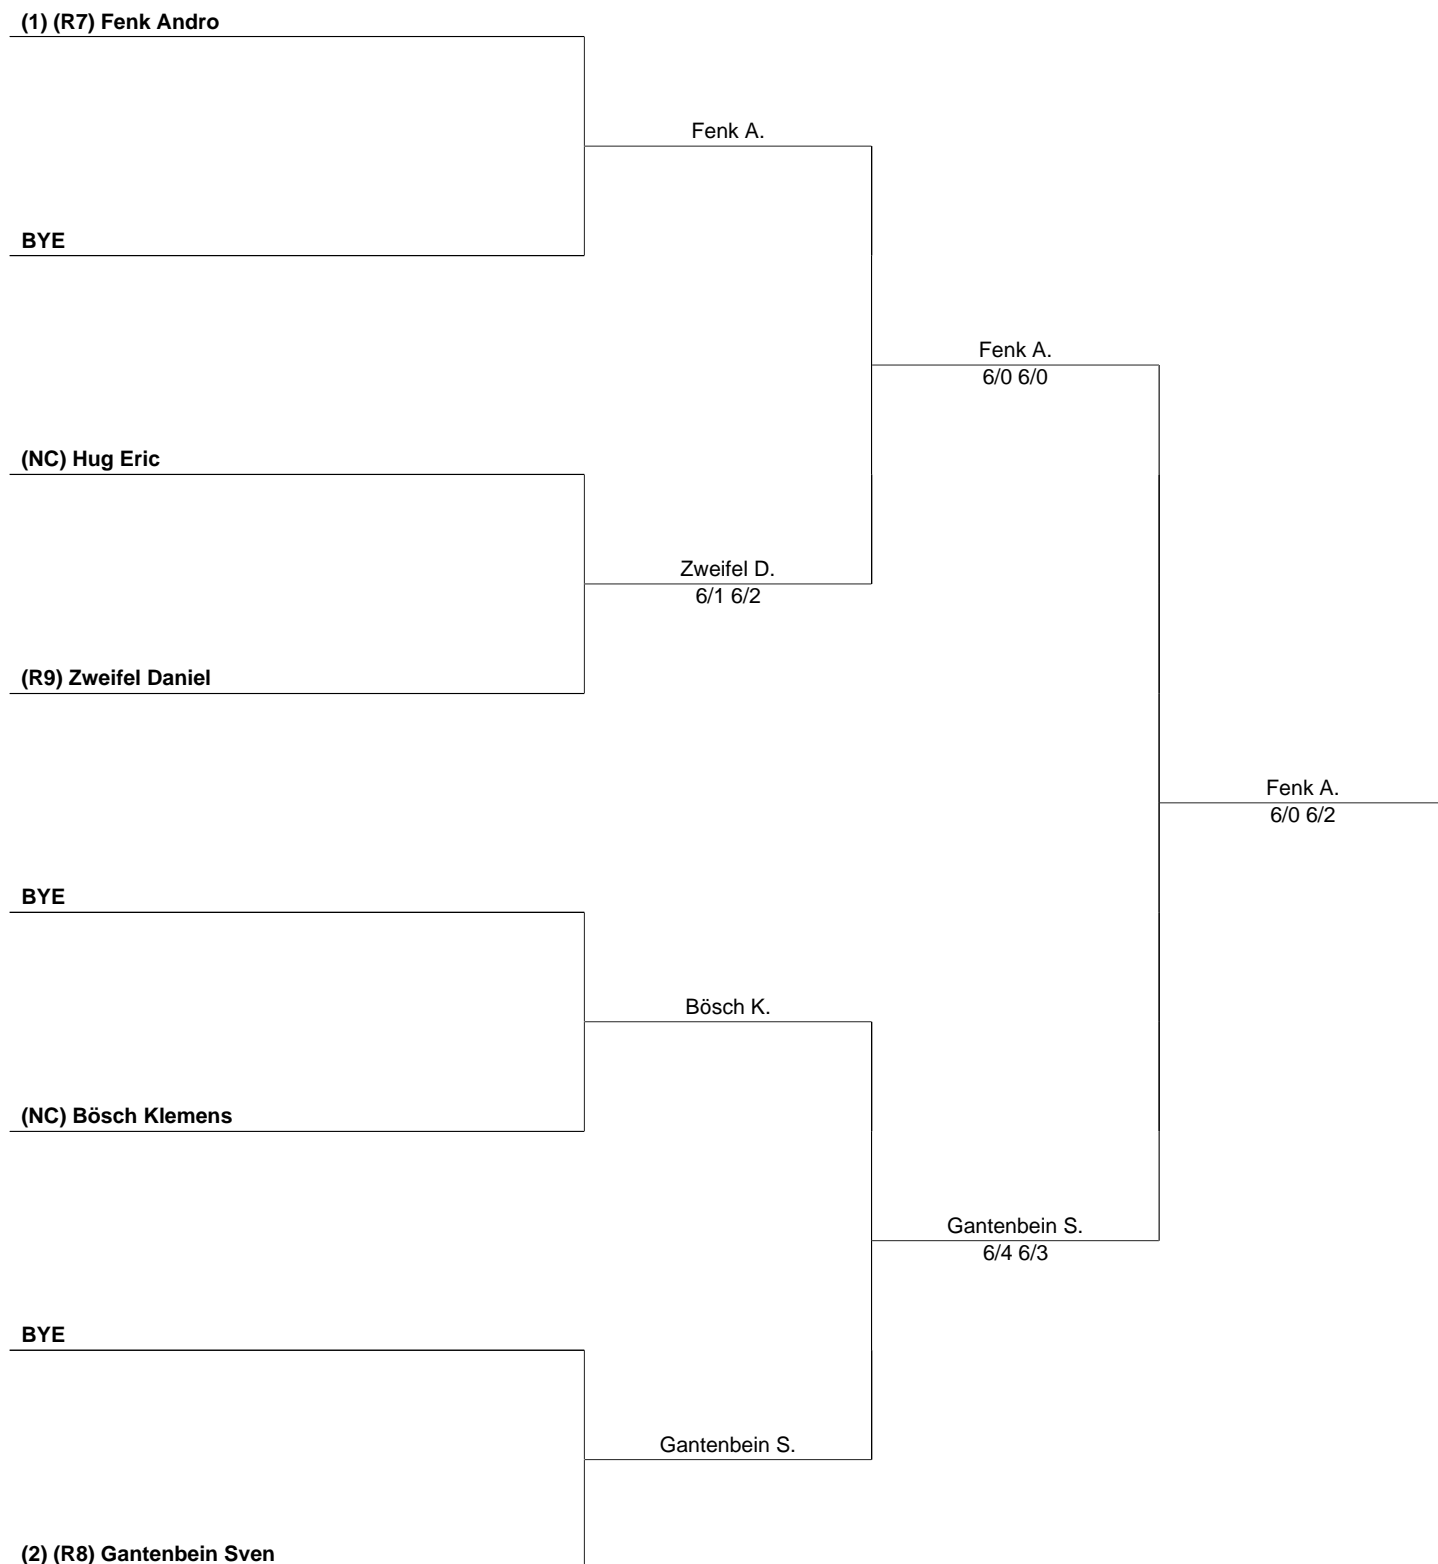 (1) (R7) Fenk Andro
Fenk A.
BYE
Fenk A.
6/0 6/0
(NC) Hug Eric
Zweifel D.
6/1 6/2
(R9) Zweifel Daniel
Fenk A.
6/0 6/2
BYE
Bösch K.
(NC) Bösch Klemens
Gantenbein S.
6/4 6/3
BYE
Gantenbein S.
(2) (R8) Gantenbein Sven